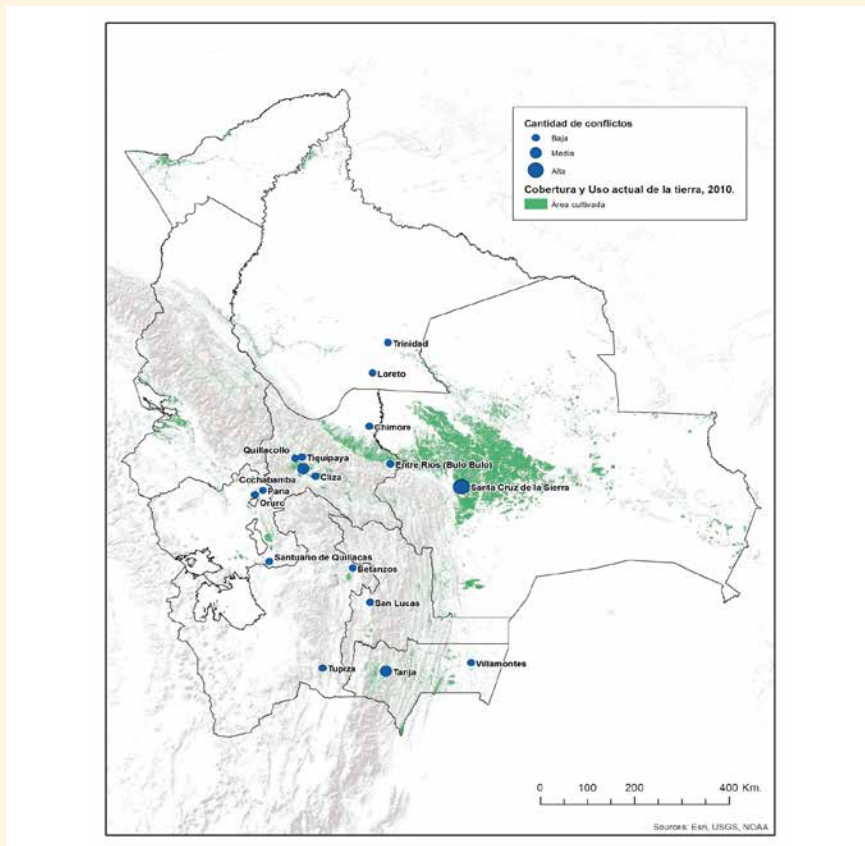 Cantidad de conflictos
Baja
Media
Alta
Cobertura y Uso actual de la tierra, 2010.
Área cultivada
Trinidad
Loreto
Chimore
Quillacollo
Tiquipaya
Entre Rios (Bulo Bulo)
Cochabamba
Cliza
Santa Cruz de la Sierra
Paria
Oruro
Santuario de Quillacas
Betanzos
San Lucas
Tupiza
Tarija
Villamontes
0 100 200 400 Km.
Sources: Esri, USGS, NOAA